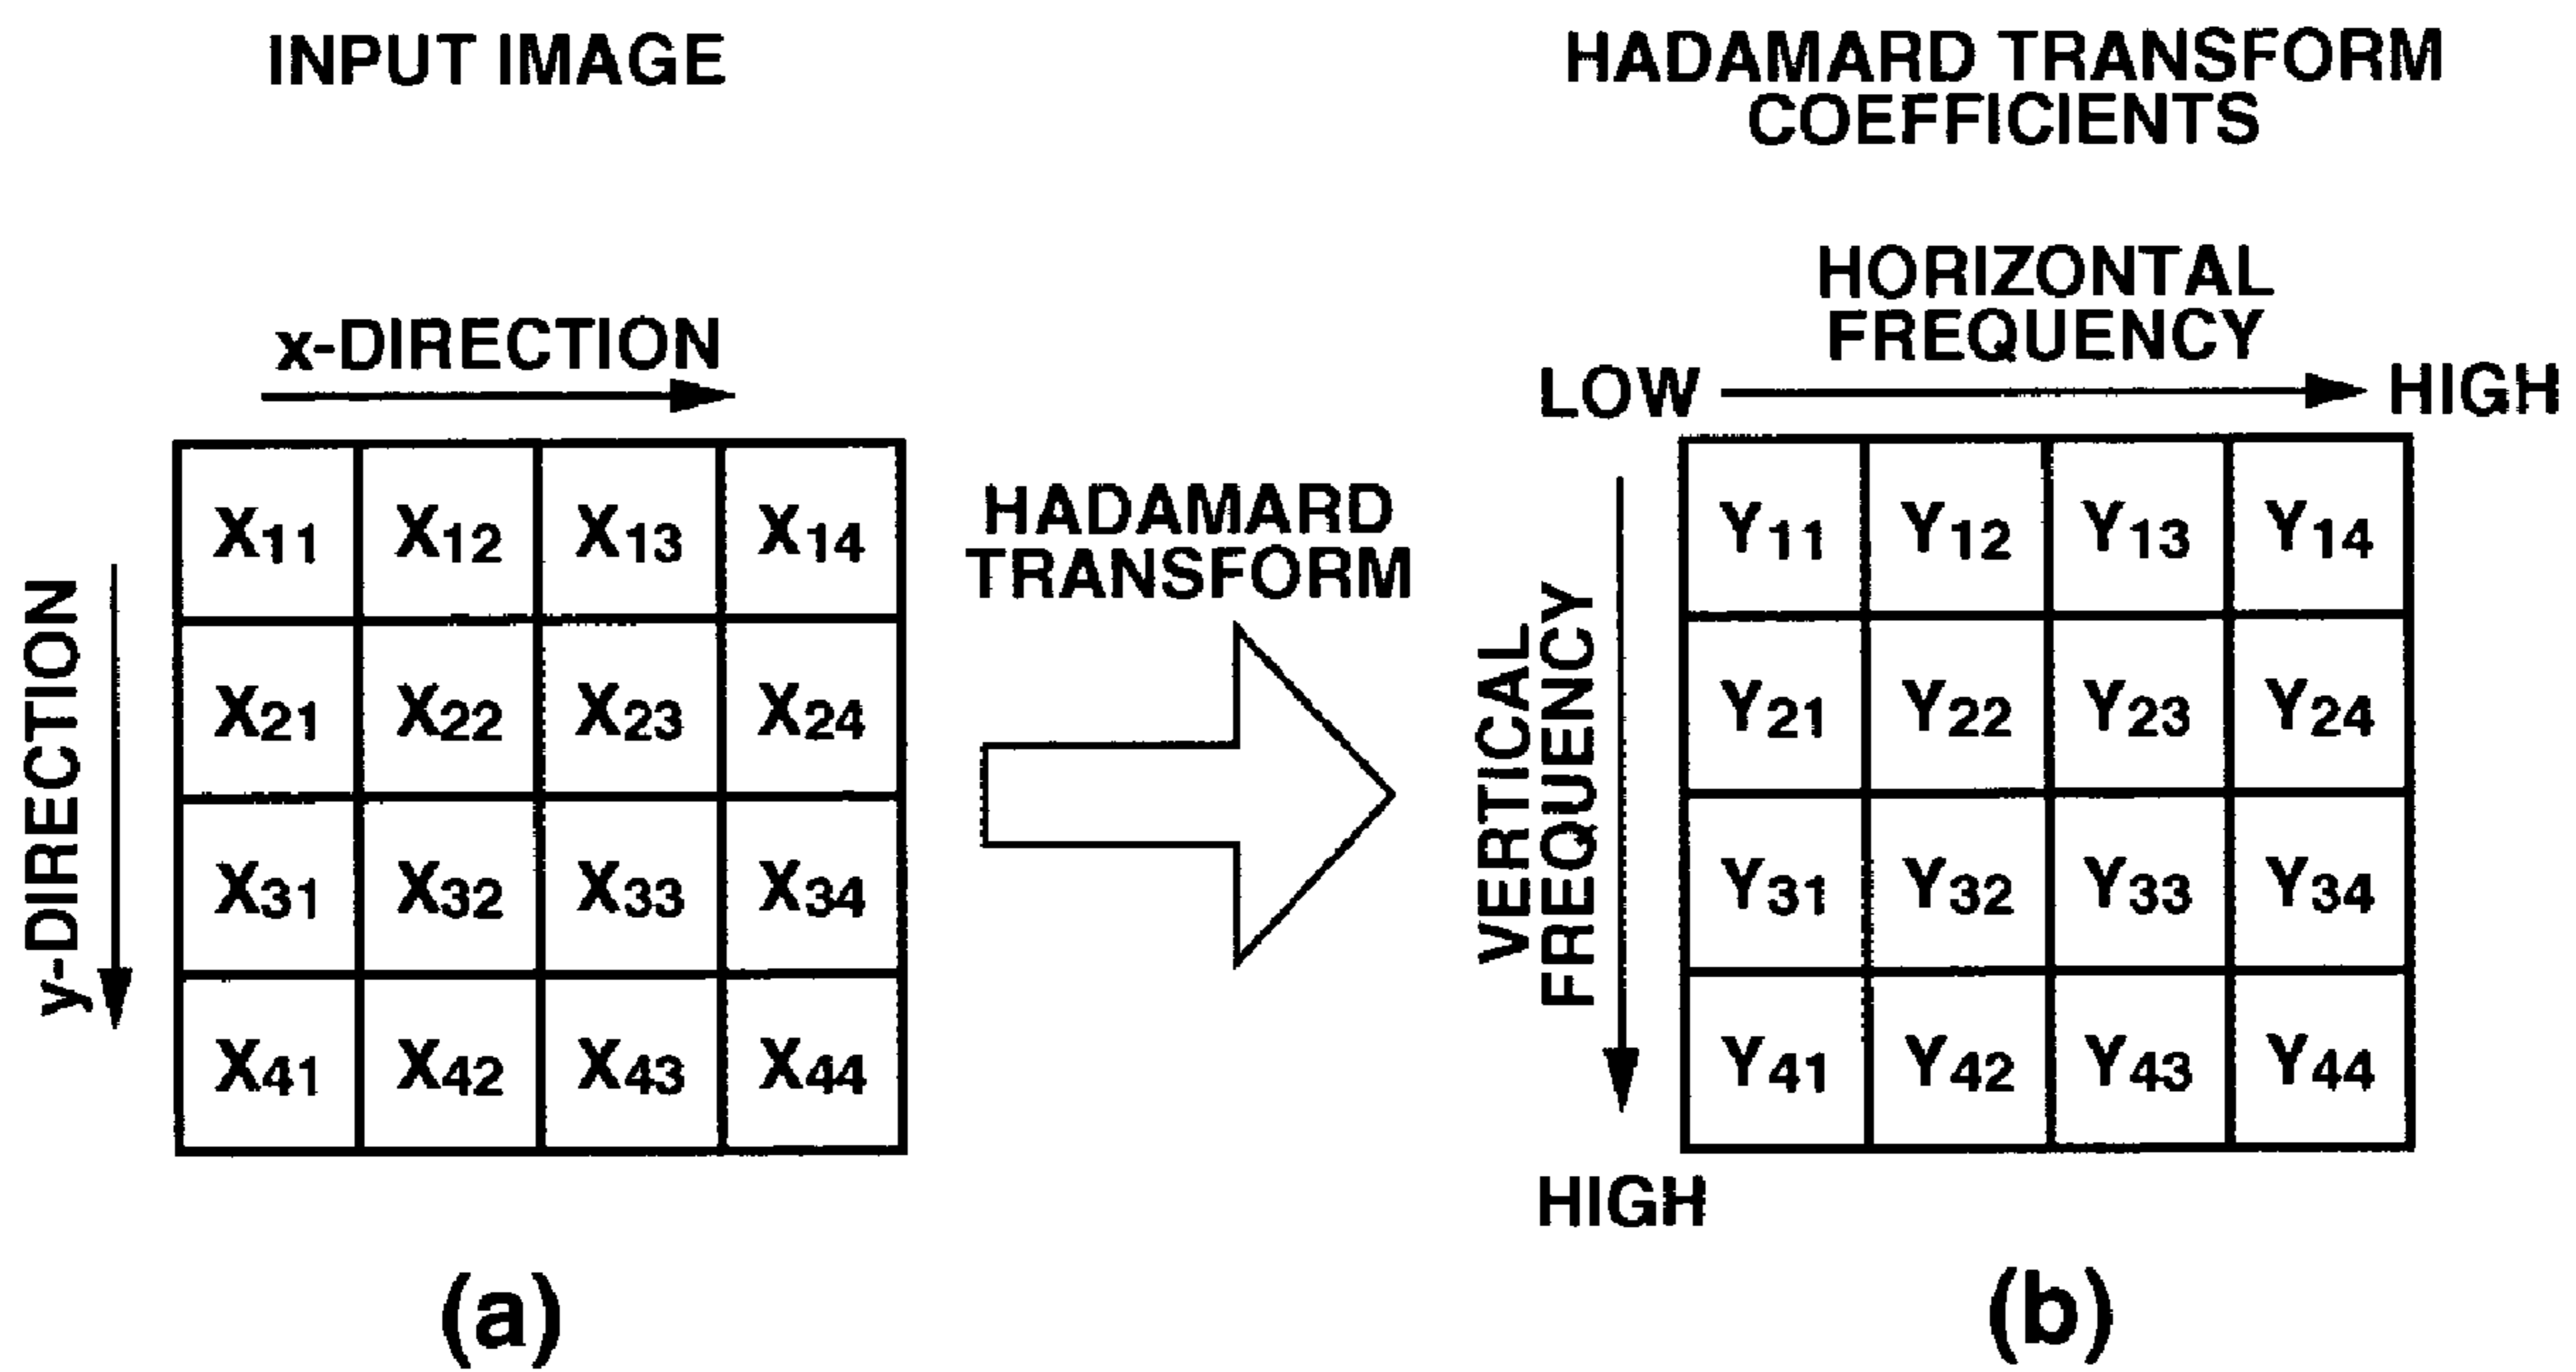 INPUT IMAGE
HADAMARD TRANSFORM
COEFFICIENTS
x-DIRECTION
y-DIRECTION
X11 X12 X13 X14
X21 X22 X23 X24
X31 X32 X33 X34
X41 X42 X43 X44
(a)
HADAMARD
TRANSFORM
HORIZONTAL
FREQUENCY
LOW
HIGH
VERTICAL
FREQUENCY
HIGH
Y11 Y12 Y13 Y14
Y21 Y22 Y23 Y24
Y31 Y32 Y33 Y34
Y41 Y42 Y43 Y44
(b)